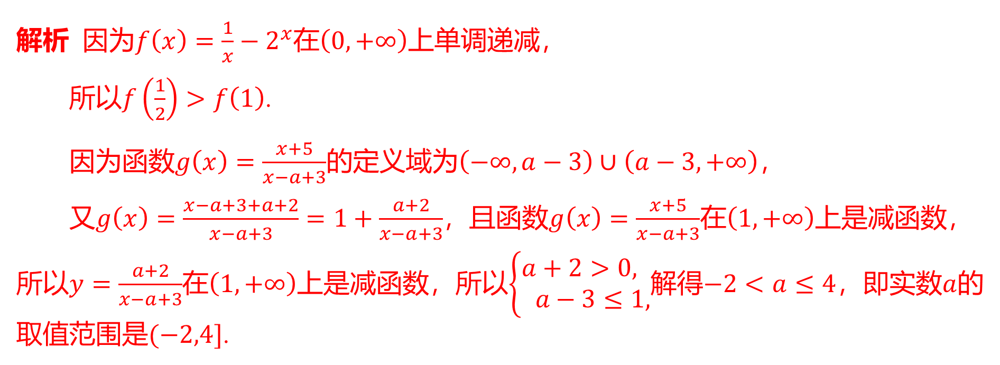 解析 因为$f(x)=\frac{1}{x}-2^x$在$(0,+\infty)$上单调递减,
所以$f\left(\frac{1}{2}\right)>f(1)$.
因为函数$g(x)=\frac{x+5}{x-a+3}$的定义域为$(-\infty,a-3)\cup(a-3,+\infty)$,
又$g(x)=\frac{x-a+3+a+2}{x-a+3}=1+\frac{a+2}{x-a+3}$, 且函数$g(x)=\frac{x+5}{x-a+3}$在$(1,+\infty)$上是减函数,
所以$y=\frac{a+2}{x-a+3}$在$(1,+\infty)$上是减函数, 所以$\begin{cases}a+2>0,\\a-3\leq1,\end{cases}$解得$-2<a\leq4$, 即实数$a$的
取值范围是$(-2,4]$.